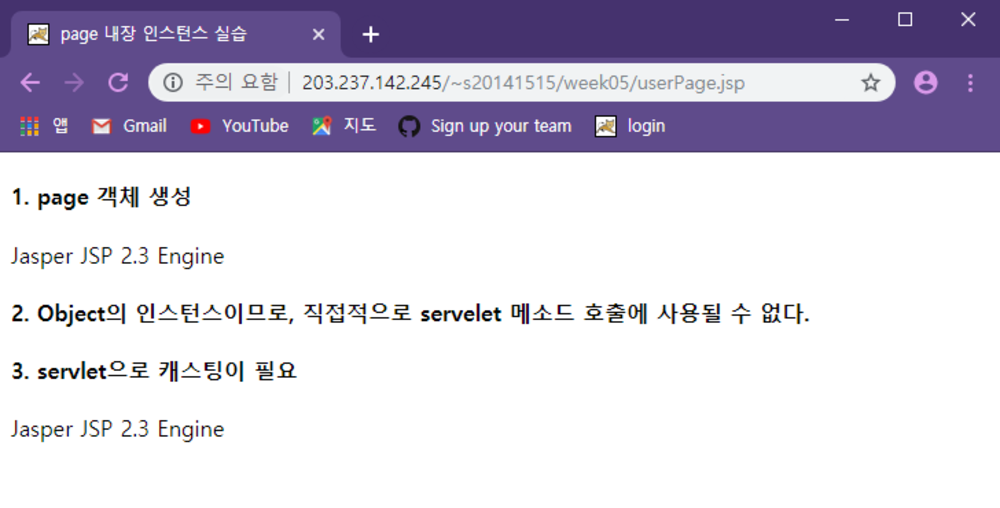 page 내장 인스턴스 실습
주의 요함 203.237.142.245/~s20141515/week05/userPage.jsp
앱 Gmail YouTube 지도 Sign up your team login
1. page 객체 생성
Jasper JSP 2.3 Engine
2. Object의 인스턴스이므로, 직접적으로 servelet 메소드 호출에 사용될 수 없다.
3. servlet으로 캐스팅이 필요
Jasper JSP 2.3 Engine